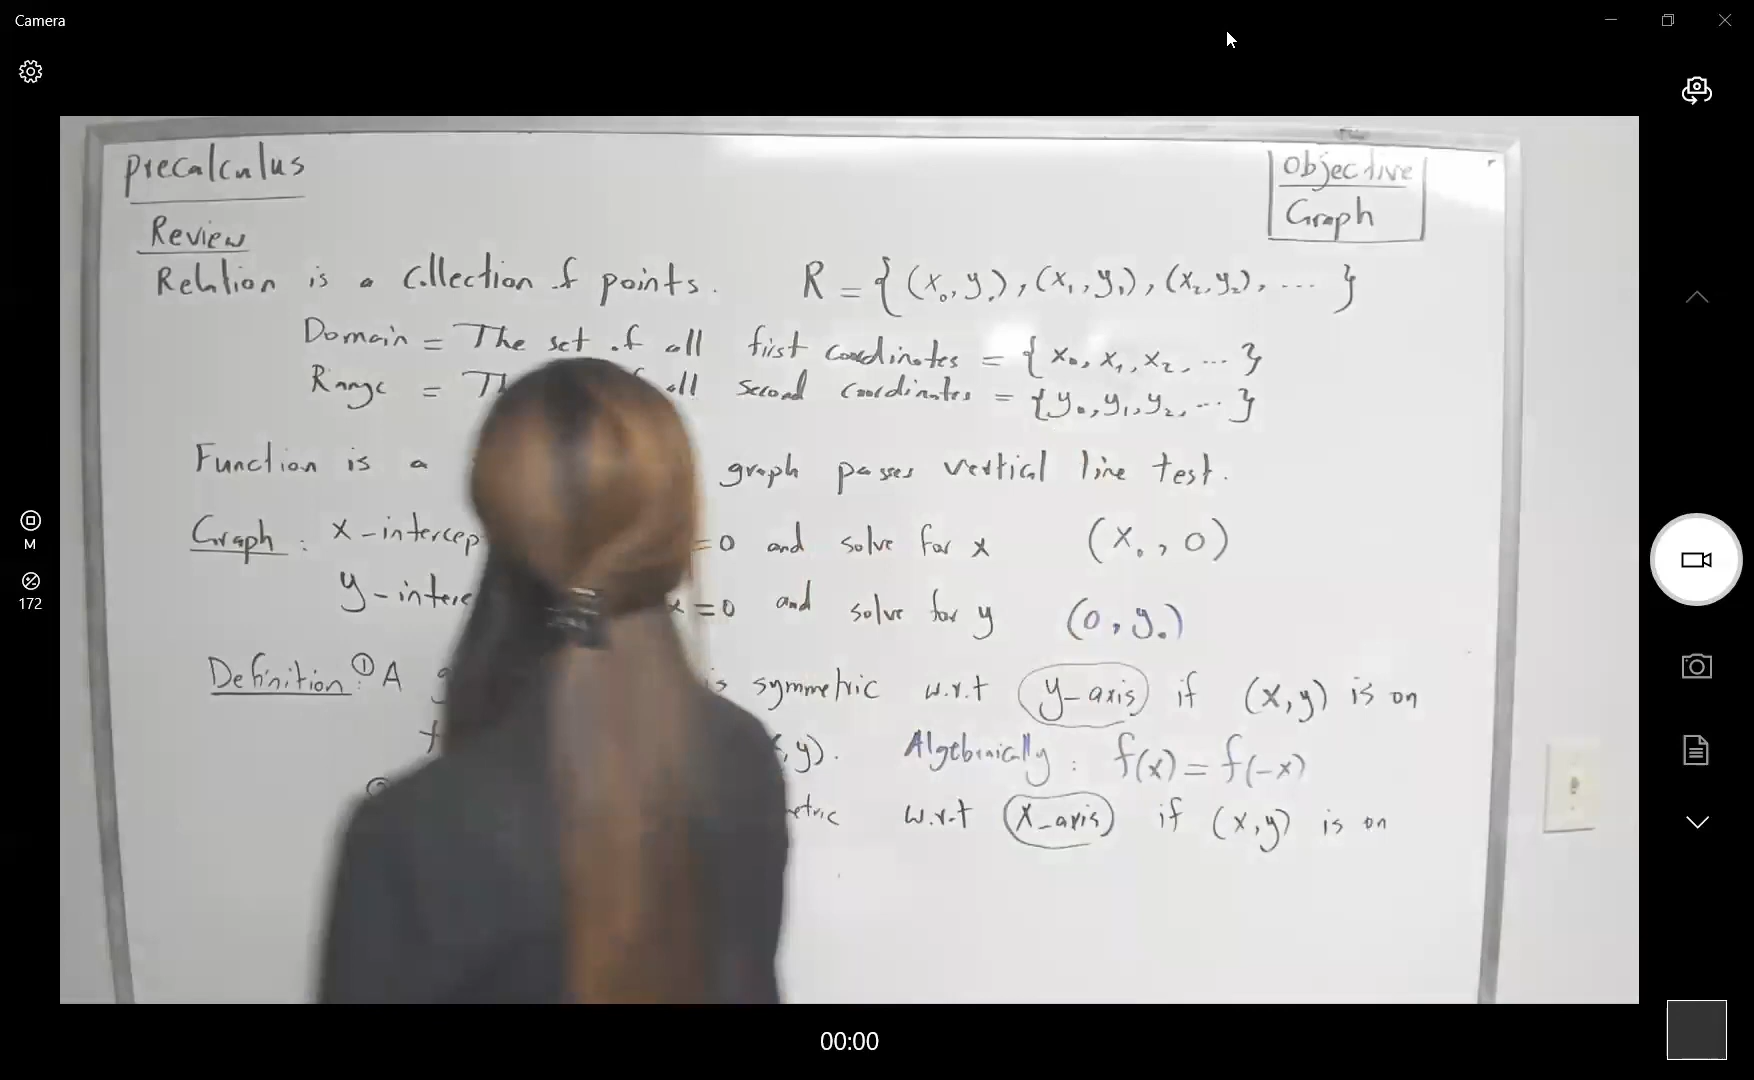 Camera
precalculus
Objective
Graph
Review
Relation is a collection of points. R = { (x₀, y₀), (x₁, y₁), (x₂, y₂), ... }
Domain = The set of all first coordinates = { x₀, x₁, x₂, ... }
Range = all second coordinates = { y₀, y₁, y₂, ... }
Function is a graph passes vertical line test.
Graph : x-intercep =0 and solve for x (x₀, 0)
y-interc x=0 and solve for y (0, y₀)
Definition: ① A is symmetric w.r.t y-axis if (x,y) is on
,y). Algebraically : f(x) = f(-x)
metric w.r.t x-axis if (x,y) is on
M
172
00:00